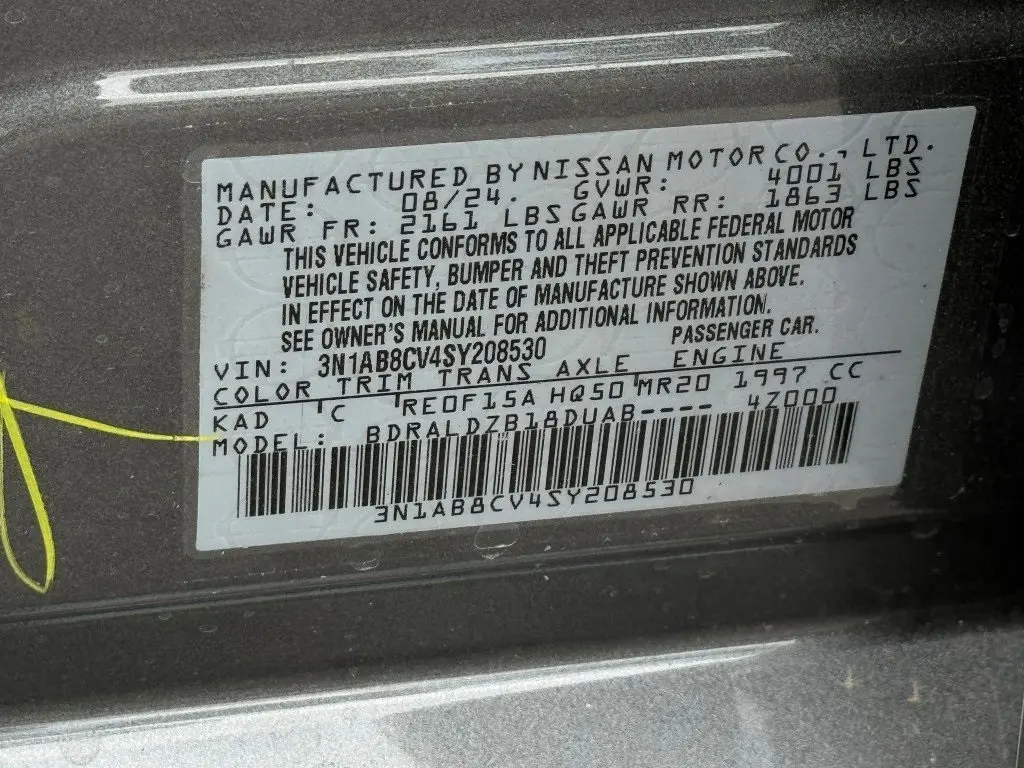 MANUFACTURED BY NISSAN MOTOR CO., LTD.
DATE: 08/24. GVWR: 4001 LBS
GAWR FR: 2161 LBS GAWR RR: 1863 LBS
THIS VEHICLE CONFORMS TO ALL APPLICABLE FEDERAL MOTOR
VEHICLE SAFETY, BUMPER AND THEFT PREVENTION STANDARDS
IN EFFECT ON THE DATE OF MANUFACTURE SHOWN ABOVE.
SEE OWNER'S MANUAL FOR ADDITIONAL INFORMATION.
VIN: 3N1AB8CV4SY208530 PASSENGER CAR.
COLOR TRIM TRANS AXLE ENGINE
KAD C RE0F15A HQ50 MR20 1997 CC
MODEL: BDRALDZB18DUAB---- 4Z000
3N1AB8CV4SY208530